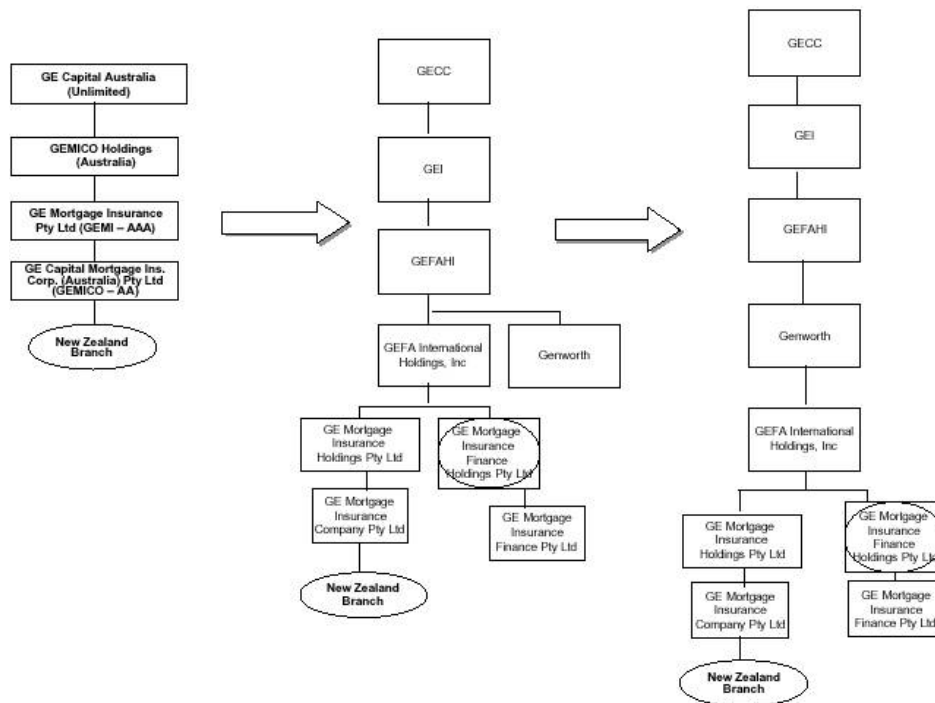 GE Capital Australia
(Unlimited)
GEMICO Holdings
(Australia)
GE Mortgage Insurance
Pty Ltd (GEMI – AAA)
GE Capital Mortgage Ins.
Corp. (Australia) Pty Ltd
(GEMICO – AA)
New Zealand
Branch
GECC
GEI
GEFAHI
GEFA International
Holdings, Inc
Genworth
GE Mortgage
Insurance
Holdings Pty Ltd
GE Mortgage
Insurance
Finance
Holdings Pty Ltd
GE Mortgage
Insurance
Company Pty Ltd
GE Mortgage
Insurance
Finance Pty Ltd
New Zealand
Branch
GECC
GEI
GEFAHI
Genworth
GEFA International
Holdings, Inc
GE Mortgage
Insurance
Holdings Pty Ltd
GE Mortgage
Insurance
Finance
Holdings Pty Ltd
GE Mortgage
Insurance
Company Pty Ltd
GE Mortgage
Insurance
Finance Pty Ltd
New Zealand
Branch